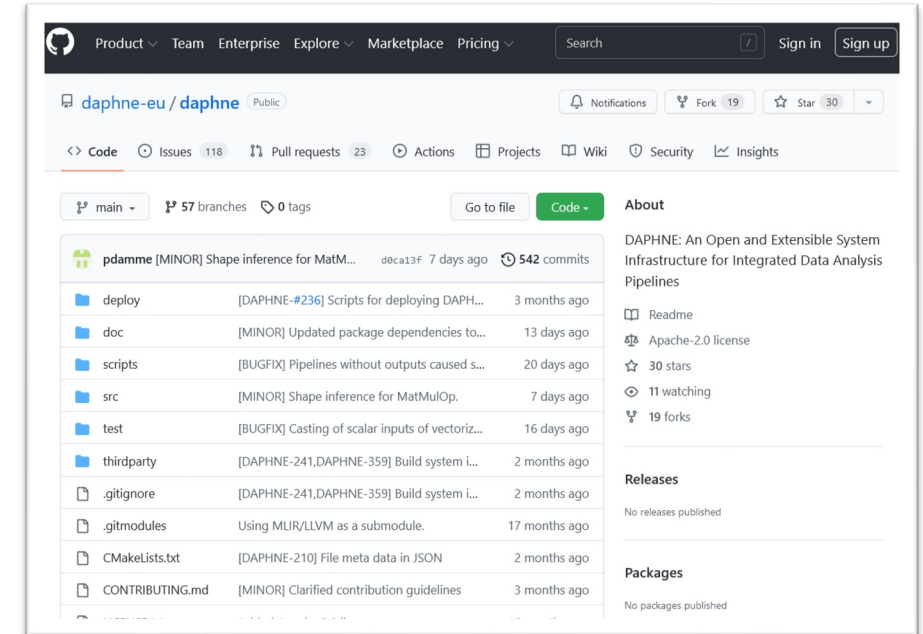 Product Team Enterprise Explore Marketplace Pricing Search / Sign in Sign up
daphne-eu / daphne Public Notifications Fork 19 Star 30
<> Code Issues 118 Pull requests 23 Actions Projects Wiki Security Insights
main 57 branches 0 tags Go to file Code
pdamme [MINOR] Shape inference for MatM... d0ca13f 7 days ago 542 commits
deploy [DAPHNE-#236] Scripts for deploying DAPH... 3 months ago
doc [MINOR] Updated package dependencies to... 13 days ago
scripts [BUGFIX] Pipelines without outputs caused s... 20 days ago
src [MINOR] Shape inference for MatMulOp. 7 days ago
test [BUGFIX] Casting of scalar inputs of vectoriz... 16 days ago
thirdparty [DAPHNE-241,DAPHNE-359] Build system i... 2 months ago
.gitignore [DAPHNE-241,DAPHNE-359] Build system i... 2 months ago
.gitmodules Using MLIR/LLVM as a submodule. 17 months ago
CMakeLists.txt [DAPHNE-210] File meta data in JSON 2 months ago
CONTRIBUTING.md [MINOR] Clarified contribution guidelines 3 months ago
About
DAPHNE: An Open and Extensible System
Infrastructure for Integrated Data Analysis
Pipelines
Readme
Apache-2.0 license
30 stars
11 watching
19 forks
Releases
No releases published
Packages
No packages published